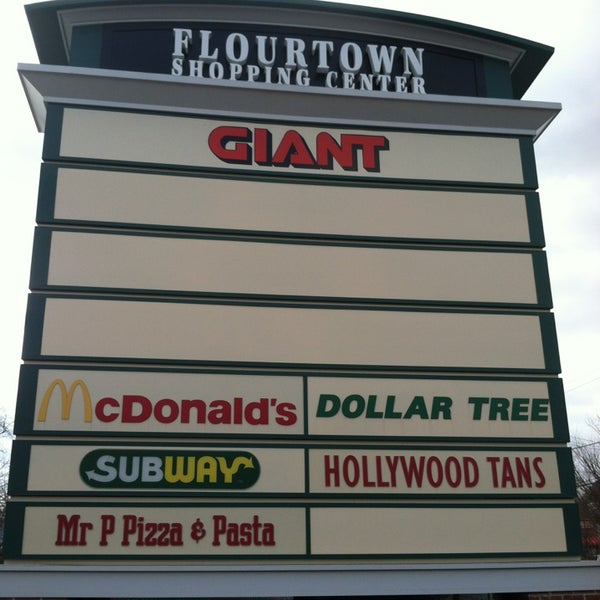 FLOURTOWN
SHOPPING CENTER
GIANT
McDonald's
DOLLAR TREE
SUBWAY
HOLLYWOOD TANS
Mr P Pizza & Pasta